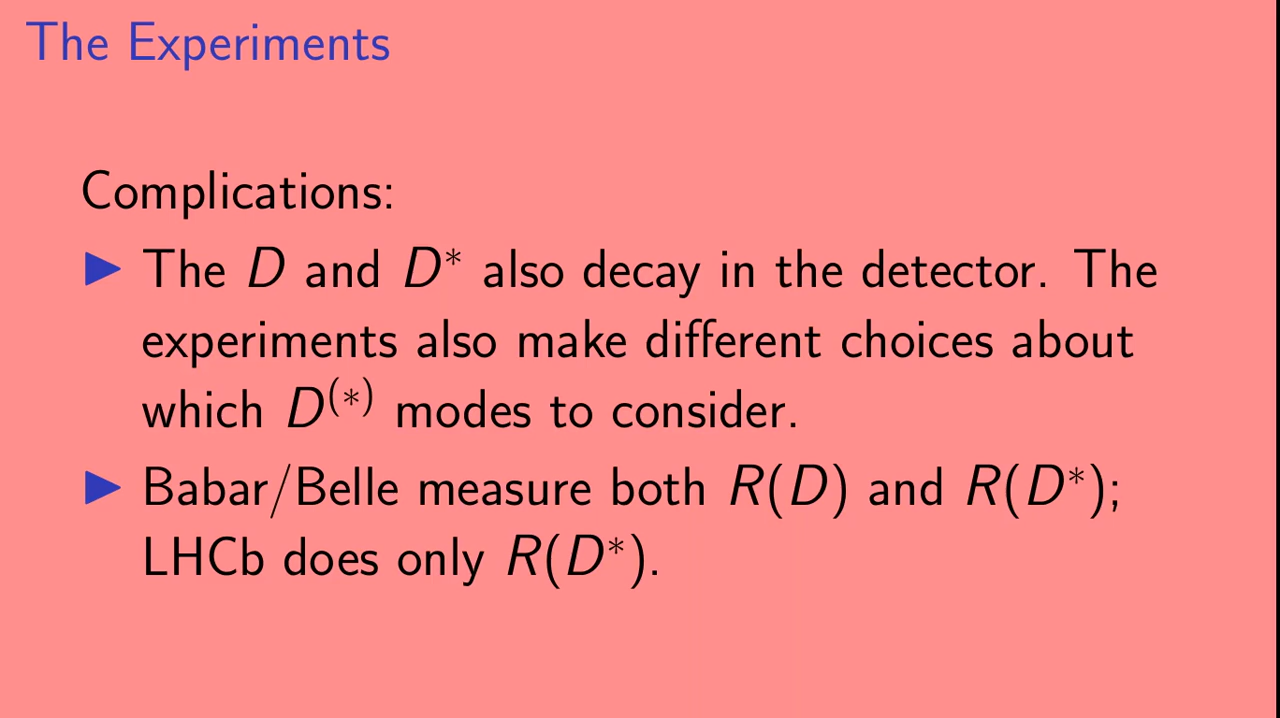 The Experiments
Complications:
▶ The D and D* also decay in the detector. The
experiments also make different choices about
which D(*) modes to consider.
▶ Babar/Belle measure both R(D) and R(D*);
LHCb does only R(D*).